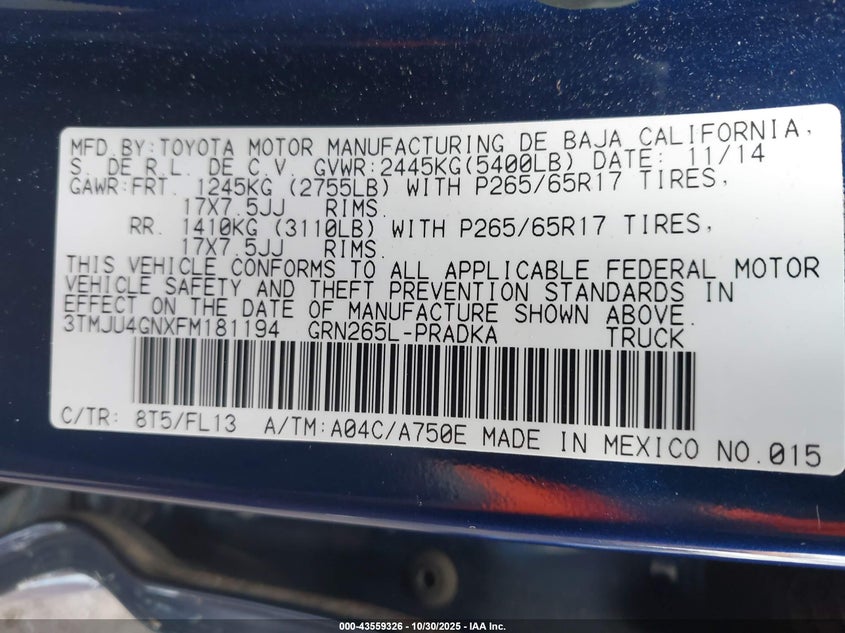 MFD.BY:TOYOTA MOTOR MANUFACTURING DE BAJA CALIFORNIA,
S. DE R.L. DE C.V. GVWR:2445KG(5400LB) DATE: 11/14
GAWR:FRT. 1245KG (2755LB) WITH P265/65R17 TIRES,
17X7.5JJ RIMS.
RR. 1410KG (3110LB) WITH P265/65R17 TIRES,
17X7.5JJ RIMS.
THIS VEHICLE CONFORMS TO ALL APPLICABLE FEDERAL MOTOR
VEHICLE SAFETY AND THEFT PREVENTION STANDARDS IN
EFFECT ON THE DATE OF MANUFACTURE SHOWN ABOVE.
3TMJU4GNXFM181194 GRN265L-PRADKA TRUCK
C/TR: 8T5/FL13 A/TM:A04C/A750E MADE IN MEXICO NO.015
000-43559326 • 10/30/2025 – IAA Inc.